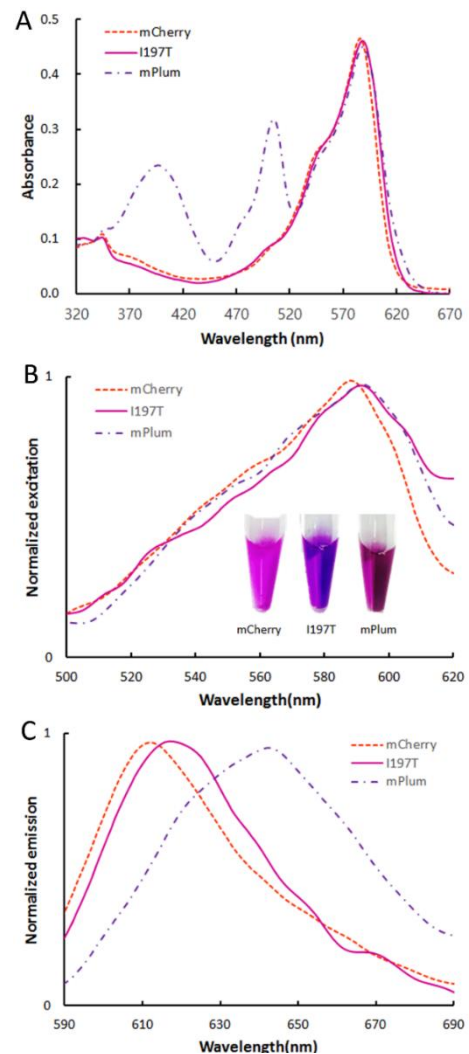 A
mCherry
I197T
mPlum
Absorbance
0.5
0.4
0.3
0.2
0.1
0.0
320 370 420 470 520 570 620 670
Wavelength (nm)
B
mCherry
I197T
mPlum
Normalized excitation
1
0
mCherry I197T mPlum
500 520 540 560 580 600 620
Wavelength(nm)
C
mCherry
I197T
mPlum
Normalized emission
1
0
590 610 630 650 670 690
Wavelength(nm)